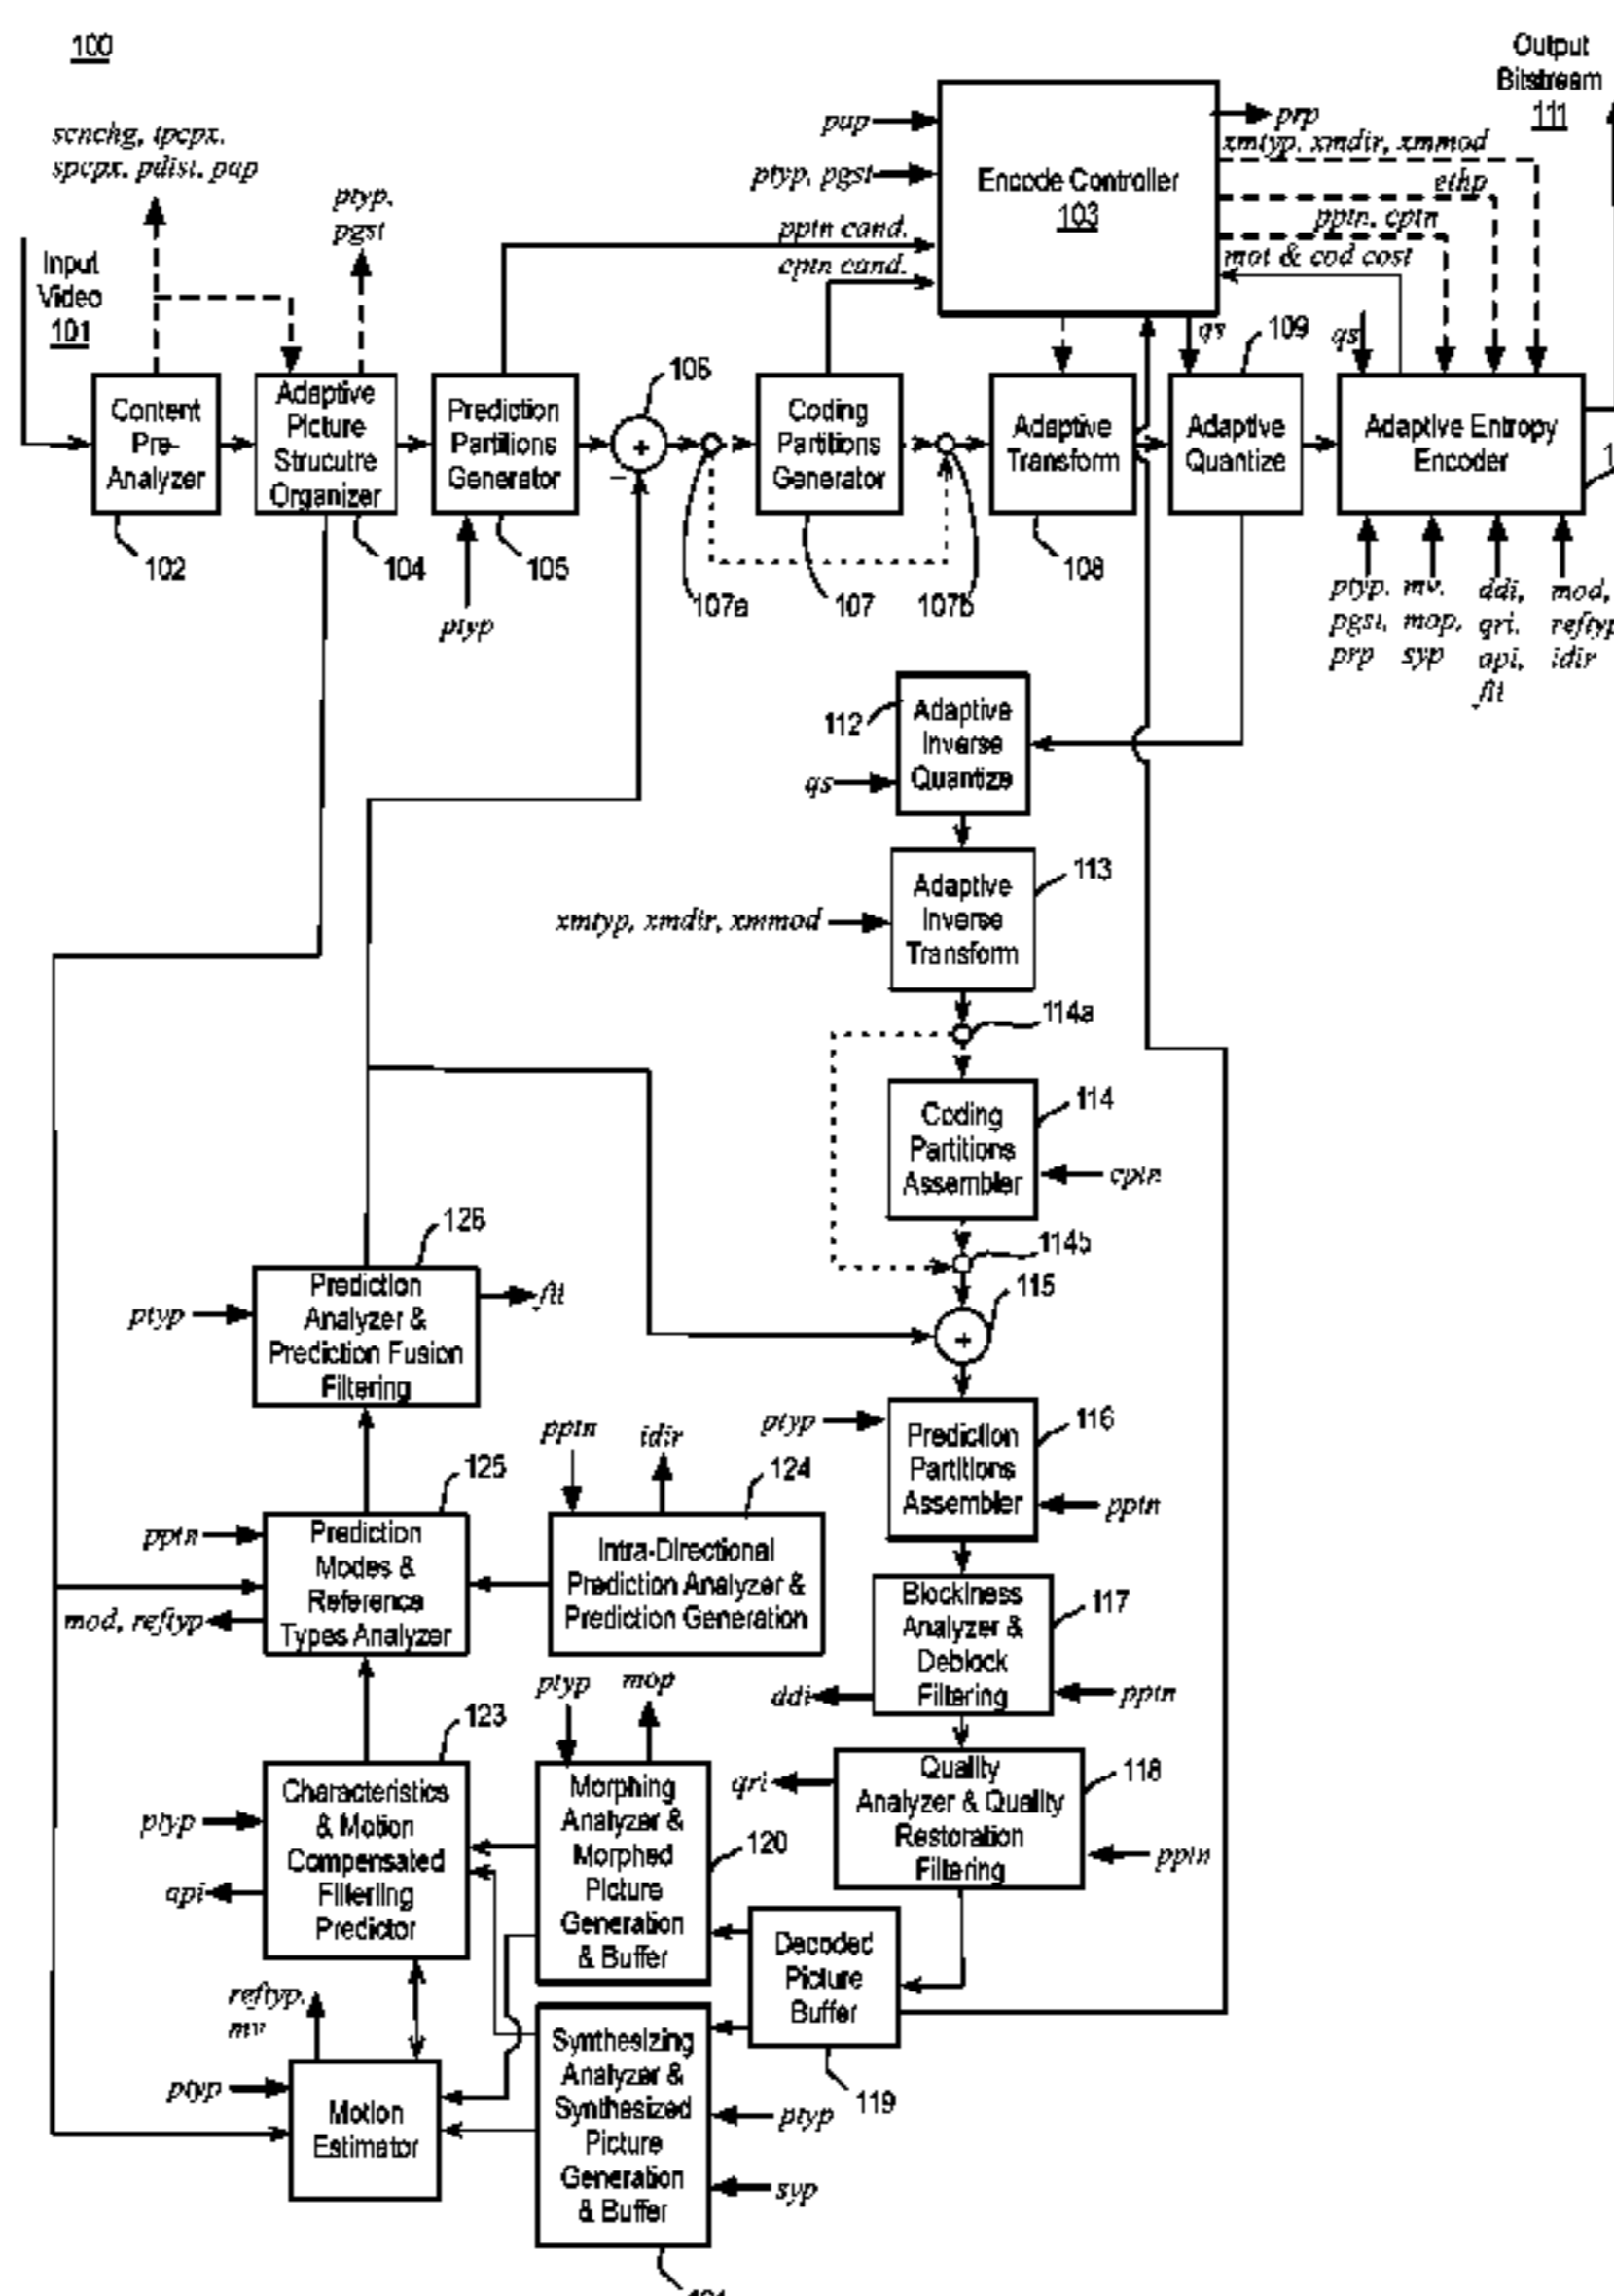 100
Output
Bitstream
111
scnchg, tpcpx,
spcpx, pdist, pup
ptyp,
pgst
Input
Video
101
pup
ptyp, pgst
pptn cand.
cptn cand.
Encode Controller
103
prp
xmtyp, xmdir, xmmod
ethp
pptn, cptn
mot & cod cost
qs
109
qs
106
Content
Pre-
Analyzer
Adaptive
Picture
Strucutre
Organizer
Prediction
Partitions
Generator
+
−
Coding
Partitions
Generator
Adaptive
Transform
Adaptive
Quantize
Adaptive Entropy
Encoder
102
104
105
107a
107
107b
108
ptyp
ptyp,
pgst,
prp
mv,
mop,
syp
ddi,
qri,
api,
flt
mod,
reftyp
idir
112
Adaptive
Inverse
Quantize
qs
113
Adaptive
Inverse
Transform
xmtyp, xmdir, xmmod
114a
114
Coding
Partitions
Assembler
cptn
114b
115
+
126
Prediction
Analyzer &
Prediction Fusion
Filtering
ptyp
flt
ptyp
116
Prediction
Partitions
Assembler
pptn
125
pptn
Prediction
Modes &
Reference
Types Analyzer
mod, reftyp
pptn
idir
124
Intra-Directional
Prediction Analyzer &
Prediction Generation
117
Blockiness
Analyzer &
Deblock
Filtering
ddi
pptn
123
Characteristics
& Motion
Compensated
Filteriing
Predictor
ptyp
api
ptyp
mop
120
Morphing
Analyzer &
Morphed
Picture
Generation
& Buffer
118
Quality
Analyzer & Quality
Restoration
Filtering
qri
pptn
Decoded
Picture
Buffer
119
reftyp,
mv
ptyp
Motion
Estimator
Synthesizing
Analyzer &
Synthesized
Picture
Generation
& Buffer
ptyp
syp